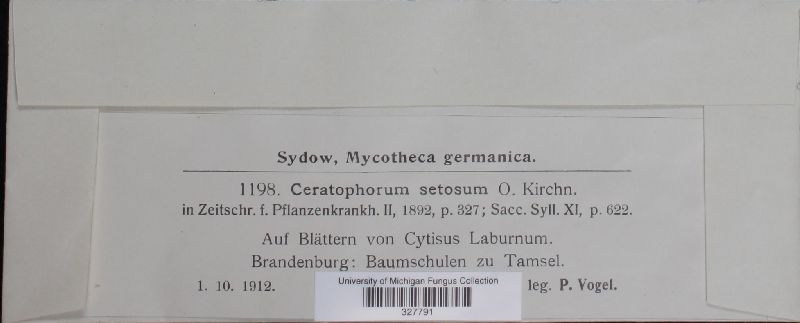 Sydow, Mycotheca germanica.
1198. Ceratophorum setosum O. Kirchn.
in Zeitschr. f. Pflanzenkrankh. II, 1892, p. 327; Sacc. Syll. XI, p. 622.
Auf Blättern von Cytisus Laburnum.
Brandenburg: Baumschulen zu Tamsel.
1. 10. 1912. leg. P. Vogel.
University of Michigan Fungus Collection
327791